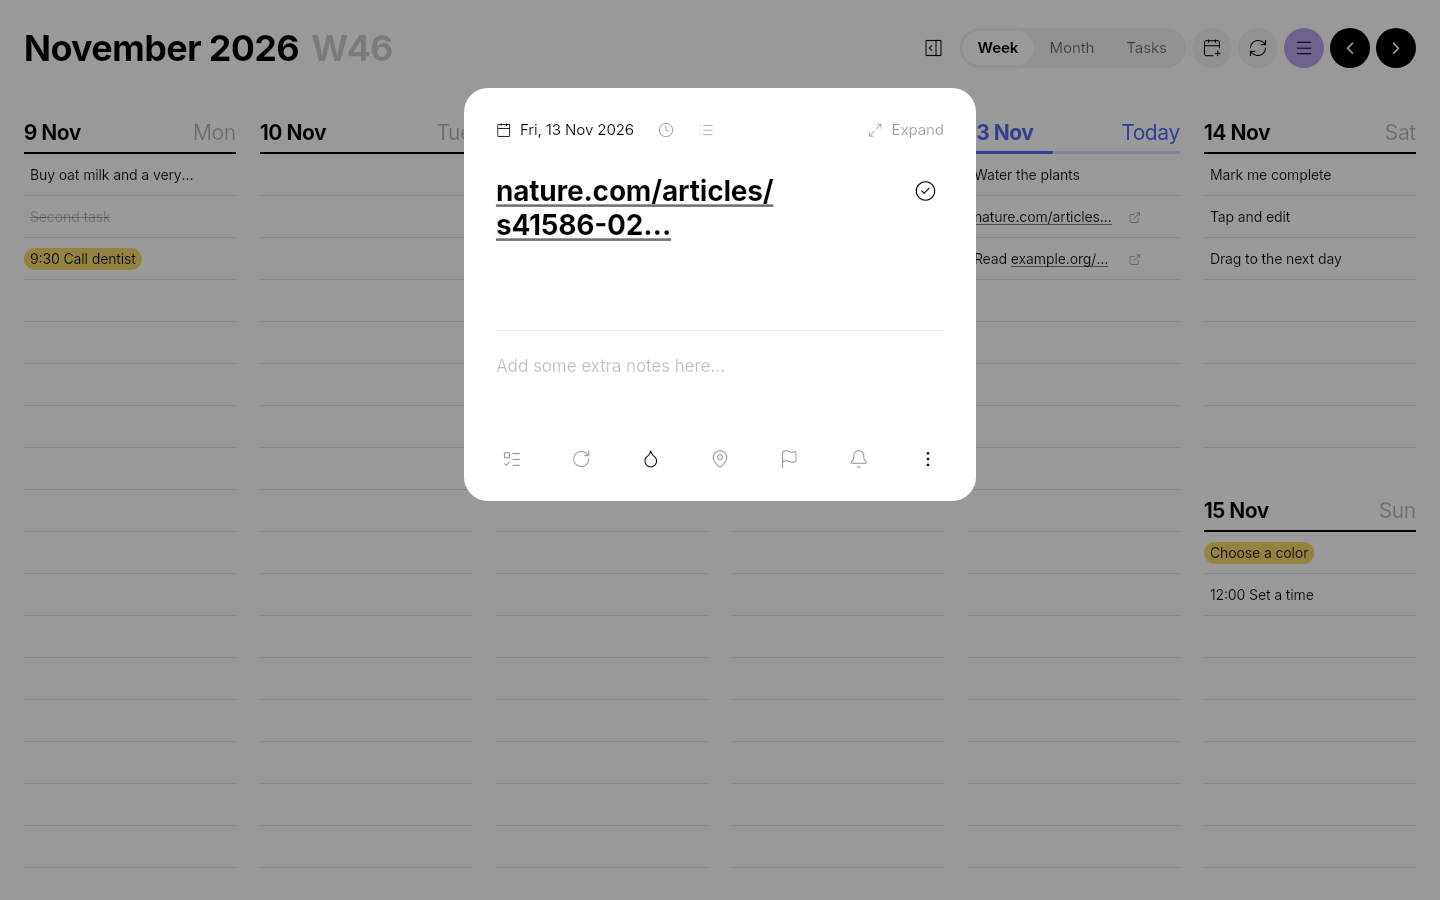 November 2026 W46
Week Month Tasks
9 Nov Mon
Buy oat milk and a very...
Second task
9:30 Call dentist
10 Nov
Fri, 13 Nov 2026
Expand
nature.com/articles/
s41586-02...
Add some extra notes here...
3 Nov Today
Water the plants
nature.com/articles...
Read example.org/...
14 Nov Sat
Mark me complete
Tap and edit
Drag to the next day
15 Nov Sun
Choose a color
12:00 Set a time